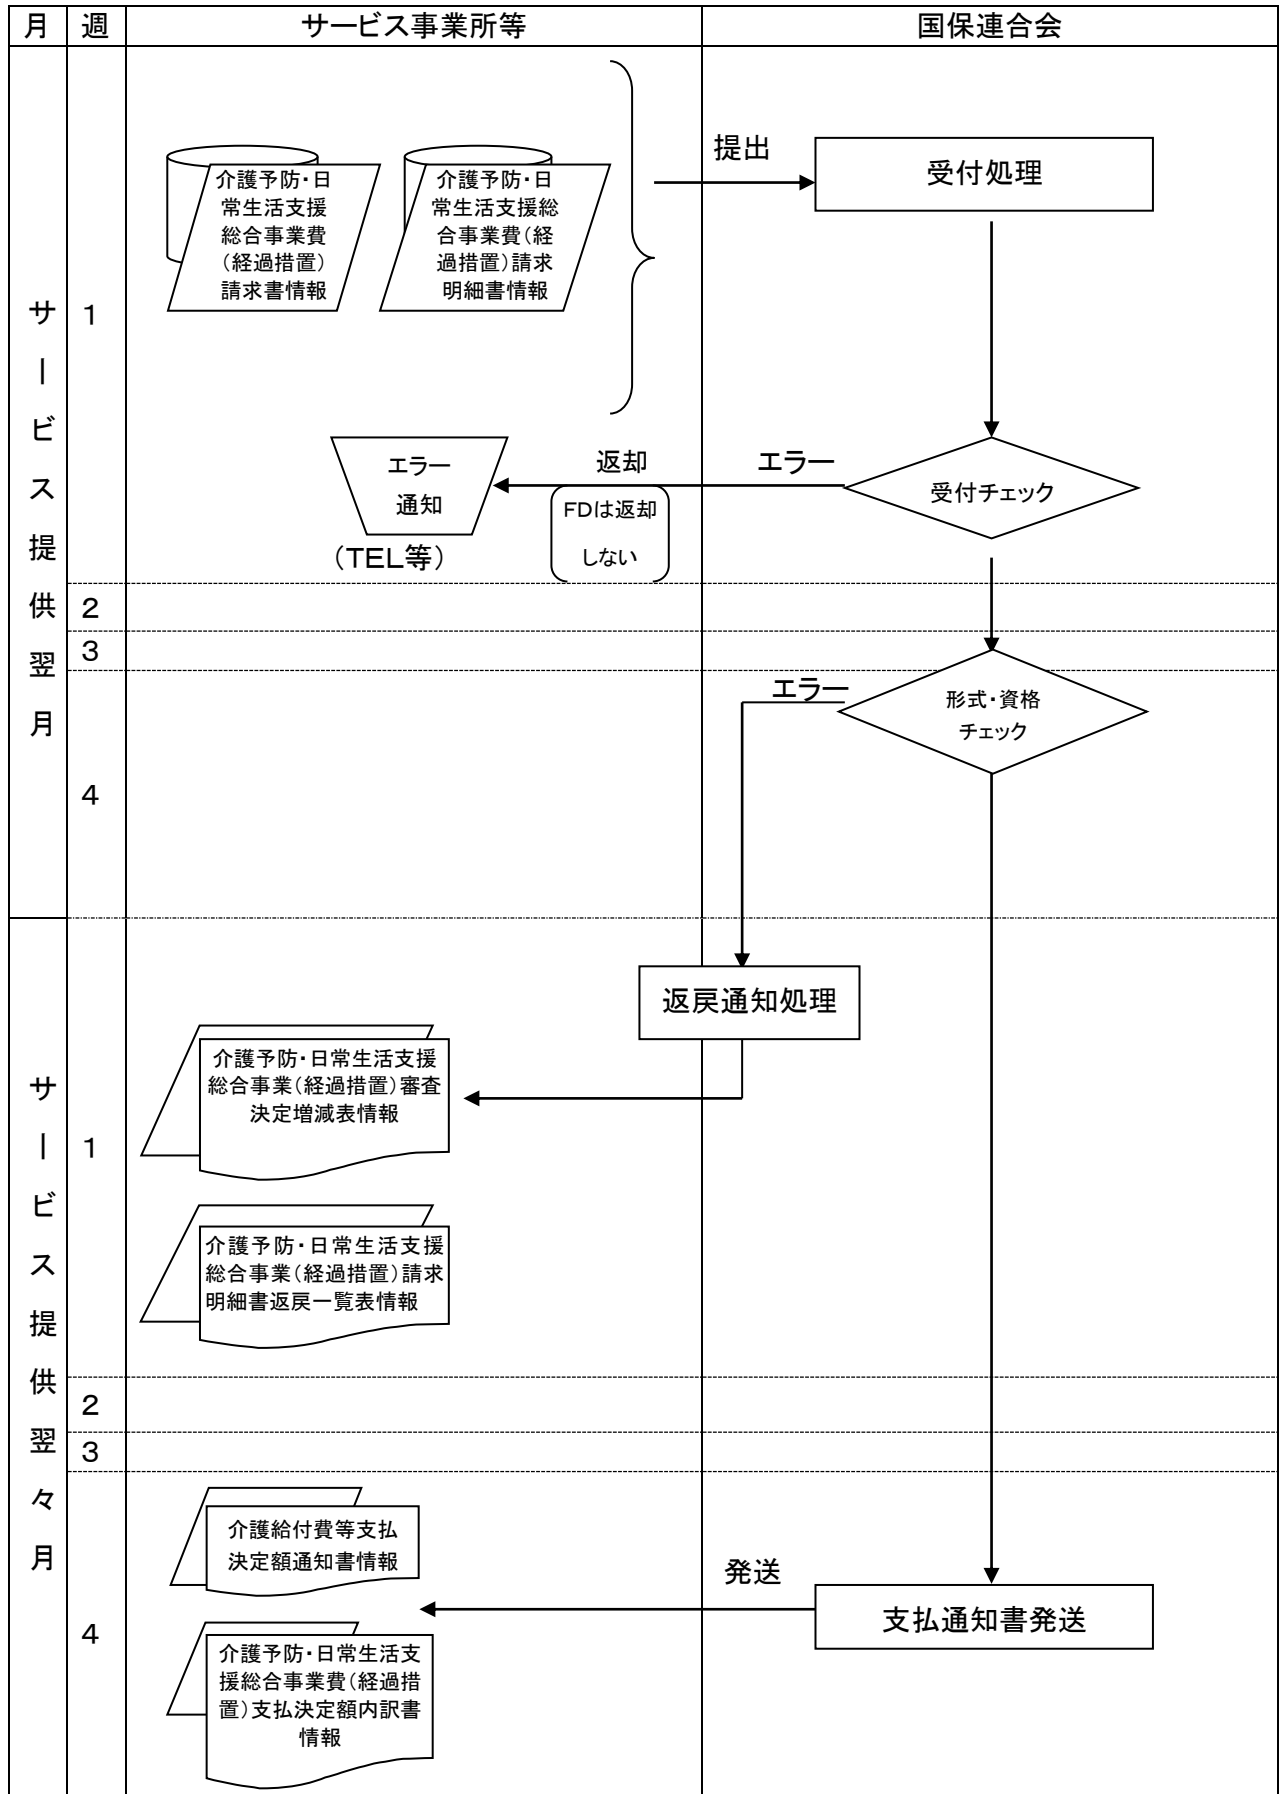 月 週 サービス事業所等 国保連合会
サービス提供翌月
1
介護予防・日
常生活支援
総合事業費
（経過措置）
請求書情報
介護予防・日
常生活支援総
合事業費（経
過措置）請求
明細書情報
提出
受付処理
受付チェック
エラー
返却
FDは返却
しない
エラー
通知
（TEL等）
2
3
4
形式・資格
チェック
エラー
サービス提供翌々月
1
返戻通知処理
介護予防・日常生活支援
総合事業（経過措置）審査
決定増減表情報
介護予防・日常生活支援
総合事業（経過措置）請求
明細書返戻一覧表情報
2
3
4
介護給付費等支払
決定額通知書情報
発送
支払通知書発送
介護予防・日常生活支
援総合事業費（経過措
置）支払決定額内訳書
情報